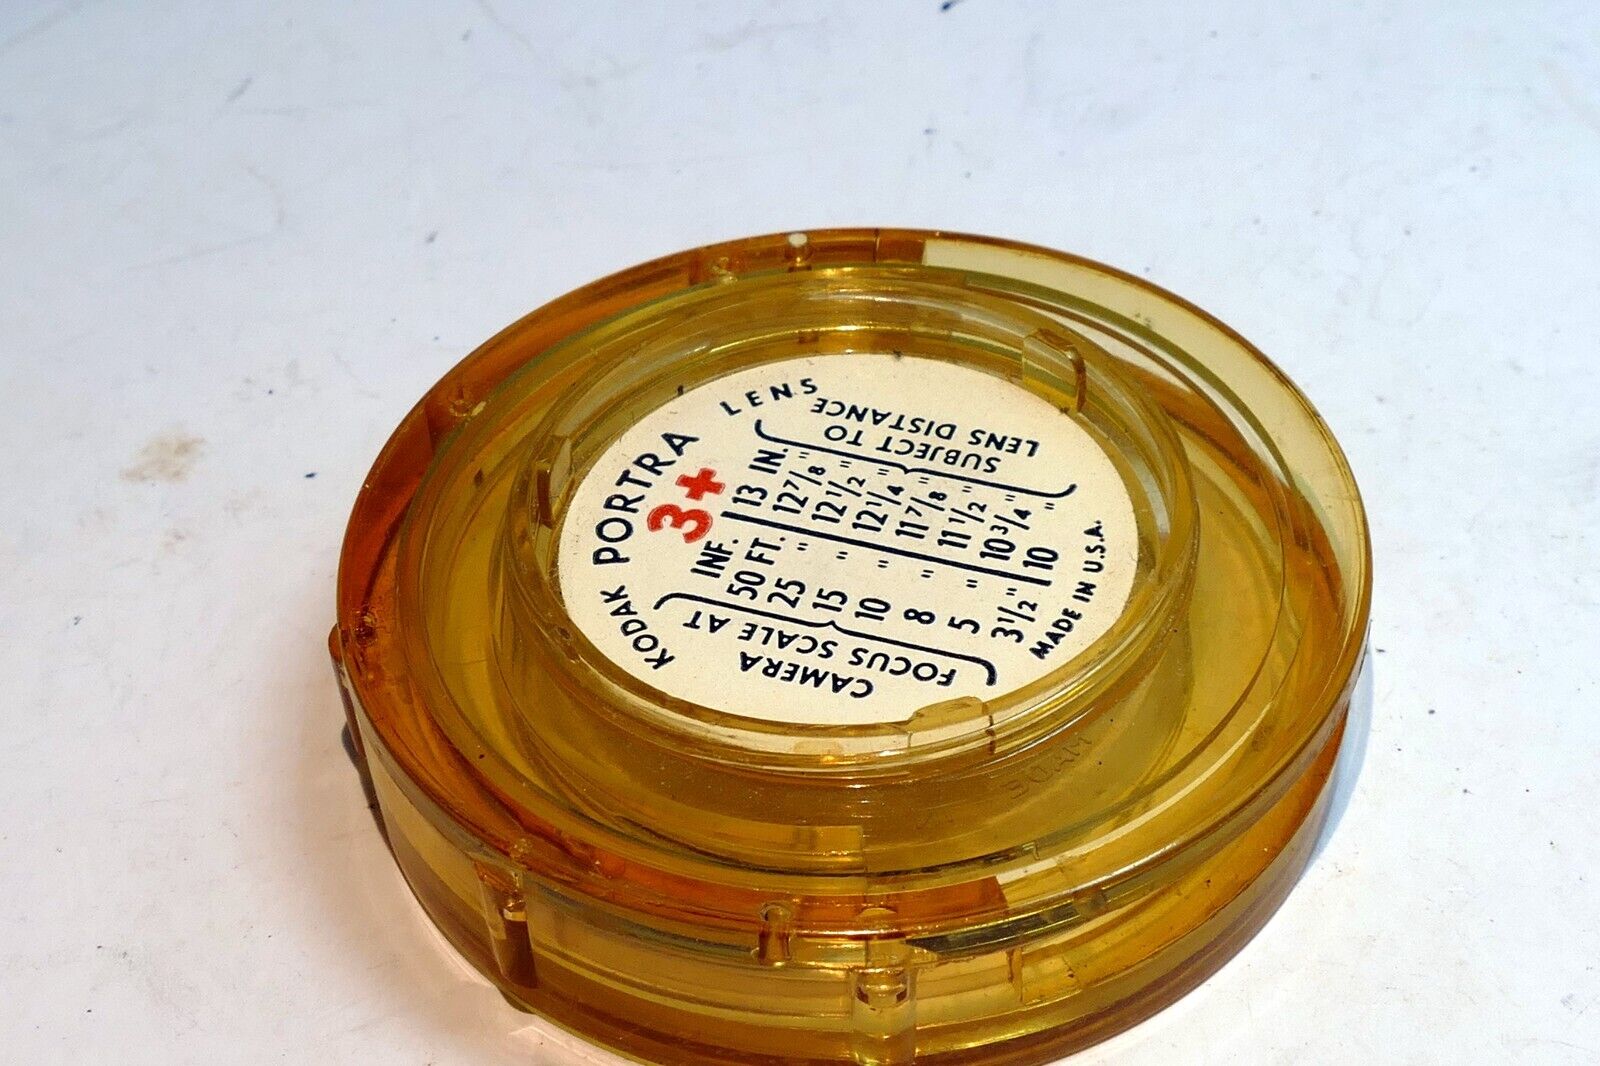 KODAK PORTRA LENS
3+
CAMERA
FOCUS SCALE AT
SUBJECT TO
LENS DISTANCE
INF. 13 IN.
50 FT. 12 7/8 "
25 " 12 1/2 "
15 " 12 1/4 "
10 " 11 7/8 "
8 " 11 1/2 "
5 " 10 3/4 "
3 1/2 " 10 "
MADE IN U.S.A.
MADE